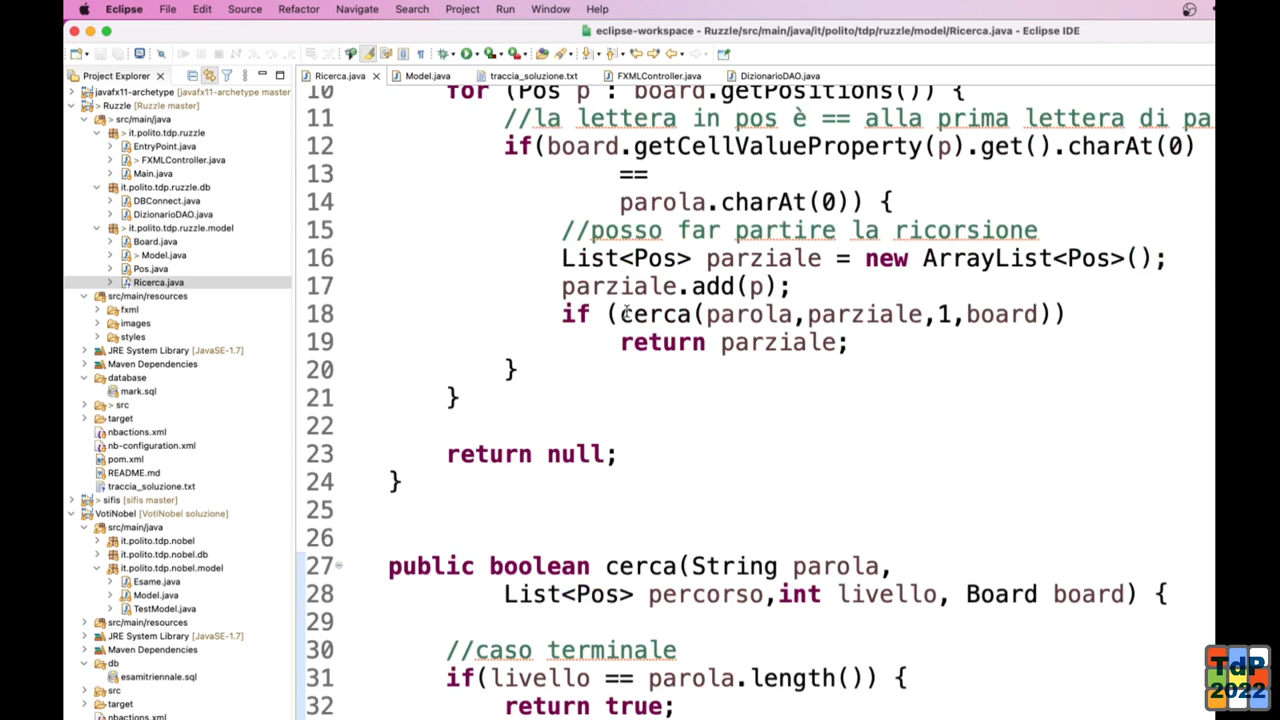 Eclipse File Edit Source Refactor Navigate Search Project Run Window Help
eclipse-workspace - Ruzzle/src/main/java/it/polito/tdp/ruzzle/model/Ricerca.java - Eclipse IDE
Project Explorer
Ricerca.java Model.java traccia_soluzione.txt FXMLController.java DizionarioDAO.java
javafx11-archetype [javafx11-archetype master
> Ruzzle [Ruzzle master]
> src/main/java
> it.polito.tdp.ruzzle
EntryPoint.java
> FXMLController.java
Main.java
it.polito.tdp.ruzzle.db
DBConnect.java
DizionarioDAO.java
> it.polito.tdp.ruzzle.model
Board.java
> Model.java
Pos.java
Ricerca.java
src/main/resources
fxml
images
styles
JRE System Library [JavaSE-1.7]
Maven Dependencies
database
mark.sql
> src
target
nbactions.xml
nb-configuration.xml
pom.xml
README.md
traccia_soluzione.txt
> sifis [sifis master]
VotiNobel [VotiNobel soluzione]
src/main/java
it.polito.tdp.nobel
it.polito.tdp.nobel.db
it.polito.tdp.nobel.model
Esame.java
Model.java
TestModel.java
src/main/resources
JRE System Library [JavaSE-1.7]
Maven Dependencies
db
esamitriennale.sql
src
target
nbactions.xml
10 for (Pos p : board.getPositions()) {
11 //la lettera in pos è == alla prima lettera di pa
12 if(board.getCellValueProperty(p).get().charAt(0)
13 ==
14 parola.charAt(0)) {
15 //posso far partire la ricorsione
16 List<Pos> parziale = new ArrayList<Pos>();
17 parziale.add(p);
18 if (cerca(parola,parziale,1,board))
19 return parziale;
20 }
21 }
22
23 return null;
24 }
25
26
27 public boolean cerca(String parola,
28 List<Pos> percorso,int livello, Board board) {
29
30 //caso terminale
31 if(livello == parola.length()) {
32 return true;
TdP
2022